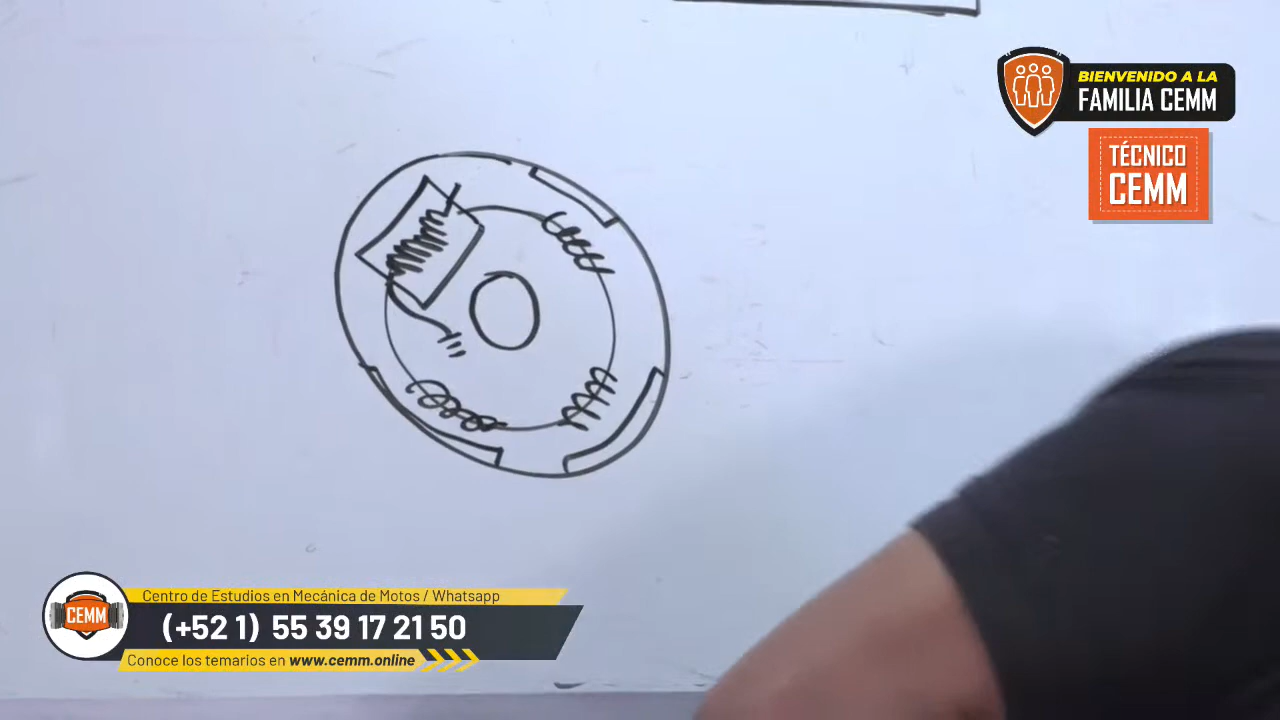 BIENVENIDO A LA
FAMILIA CEMM
TÉCNICO
CEMM
Centro de Estudios en Mecánica de Motos / Whatsapp
CEMM
(+52 1) 55 39 17 21 50
Conoce los temarios en www.cemm.online